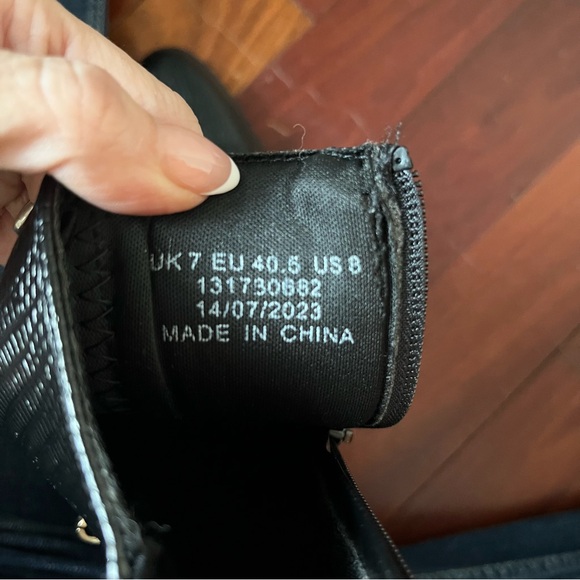 UK 7 EU 40.5 US 8
131730682
14/07/2023
MADE IN CHINA